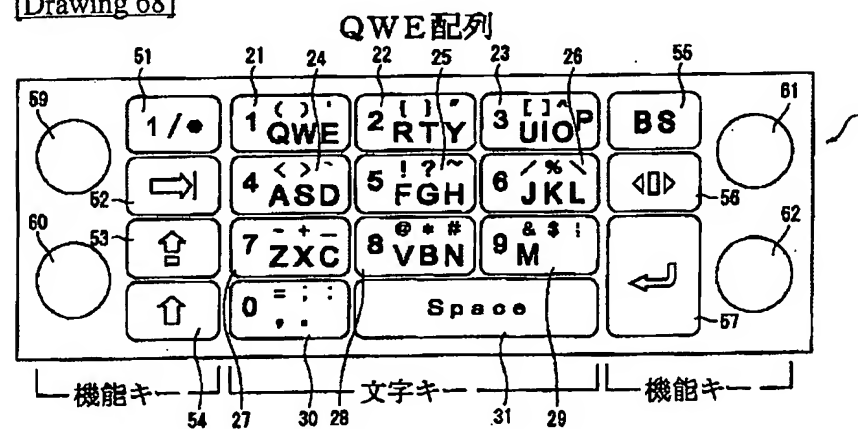 [Drawing 68]
QWE配列
51 21 24 22 25 23 26 55
59 61
1/● 1 ( ) ' QWE 2 { } " RTY 3 [ ] ^ UIOP BS
52 4 < > ` ASD 5 ! ? ~ FGH 6 / % \ JKL 56
60 53 62
7 - + _ ZXC 8 @ * # VBN 9 & $ ¦ M
0 = ; : , . Space 57
機能キー 文字キー 機能キー
54 27 30 28 31 29